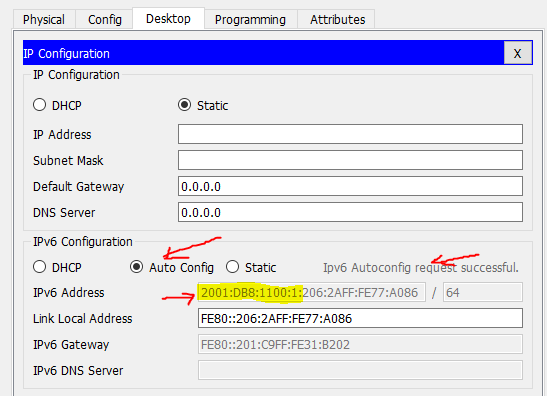 Physical Config Desktop Programming Attributes
IP Configuration X
IP Configuration
DHCP Static
IP Address
Subnet Mask
Default Gateway 0.0.0.0
DNS Server 0.0.0.0
IPv6 Configuration
DHCP Auto Config Static Ipv6 Autoconfig request successful.
IPv6 Address 2001:DB8:1100:1:206:2AFF:FE77:A086 / 64
Link Local Address FE80::206:2AFF:FE77:A086
IPv6 Gateway FE80::201:C9FF:FE31:B202
IPv6 DNS Server